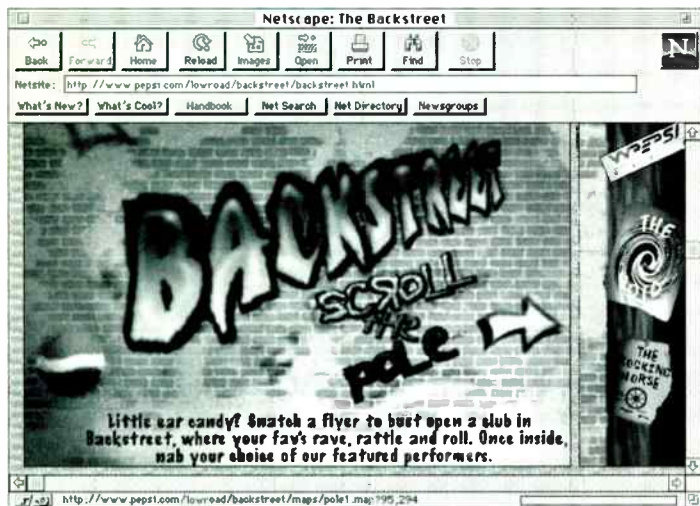 Netscape: The Backstreet
Back Forward Home Reload Images Open Print Find Stop
N
Netsite: http://www.pepsi.com/lowroad/backstreet/backstreet.html
What's New? What's Cool? Handbook Net Search Net Directory Newsgroups
BACKSTREET
SCROLL
THE
POLE
PEPSI
THE
THE
ROCKING
HORSE
Little ear candy? Snatch a flyer to bust open a club in
Backstreet, where your fav's rave, rattle and roll. Once inside,
nab your choice of our featured performers.
http://www.pepsi.com/lowroad/backstreet/maps/pole1.map?95,294